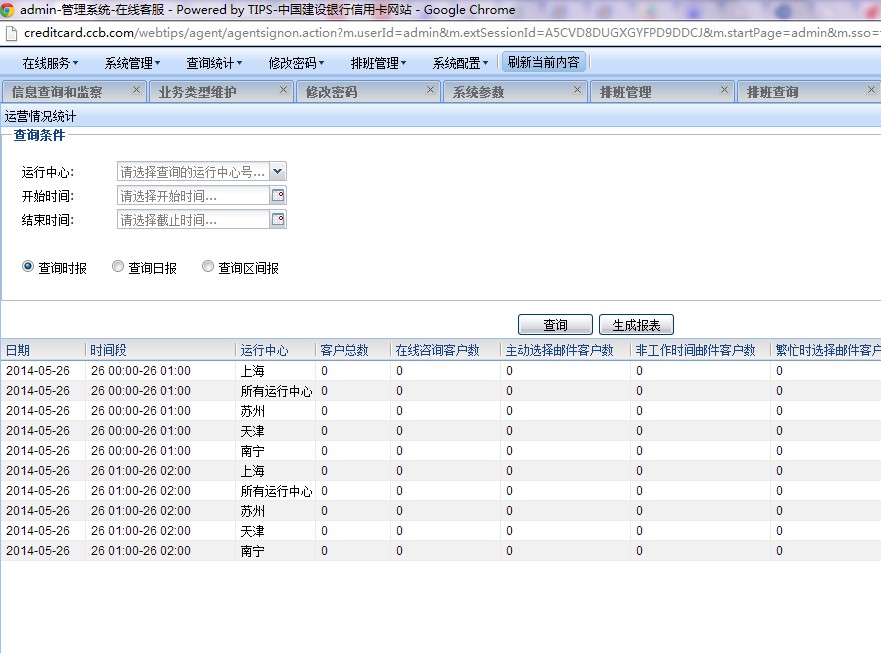 admin-管理系统-在线客服 - Powered by TIPS-中国建设银行信用卡网站 - Google Chrome
creditcard.ccb.com/webtips/agent/agentsignon.action?m.userId=admin&m.extSessionId=A5CVD8DUGXGYFPD9DDCJ&m.startPage=admin&m.sso=
在线服务 系统管理 查询统计 修改密码 排班管理 系统配置 刷新当前内容
信息查询和监察 业务类型维护 修改密码 系统参数 排班管理 排班查询
运营情况统计
查询条件
运行中心: 请选择查询的运行中心号...
开始时间: 请选择开始时间...
结束时间: 请选择截止时间...
查询时报 查询日报 查询区间报
查询 生成报表
日期 时间段 运行中心 客户总数 在线咨询客户数 主动选择邮件客户数 非工作时间邮件客户数 繁忙时选择邮件客户
2014-05-26 26 00:00-26 01:00 上海 0 0 0 0 0
2014-05-26 26 00:00-26 01:00 所有运行中心 0 0 0 0 0
2014-05-26 26 00:00-26 01:00 苏州 0 0 0 0 0
2014-05-26 26 00:00-26 01:00 天津 0 0 0 0 0
2014-05-26 26 00:00-26 01:00 南宁 0 0 0 0 0
2014-05-26 26 01:00-26 02:00 上海 0 0 0 0 0
2014-05-26 26 01:00-26 02:00 所有运行中心 0 0 0 0 0
2014-05-26 26 01:00-26 02:00 苏州 0 0 0 0 0
2014-05-26 26 01:00-26 02:00 天津 0 0 0 0 0
2014-05-26 26 01:00-26 02:00 南宁 0 0 0 0 0